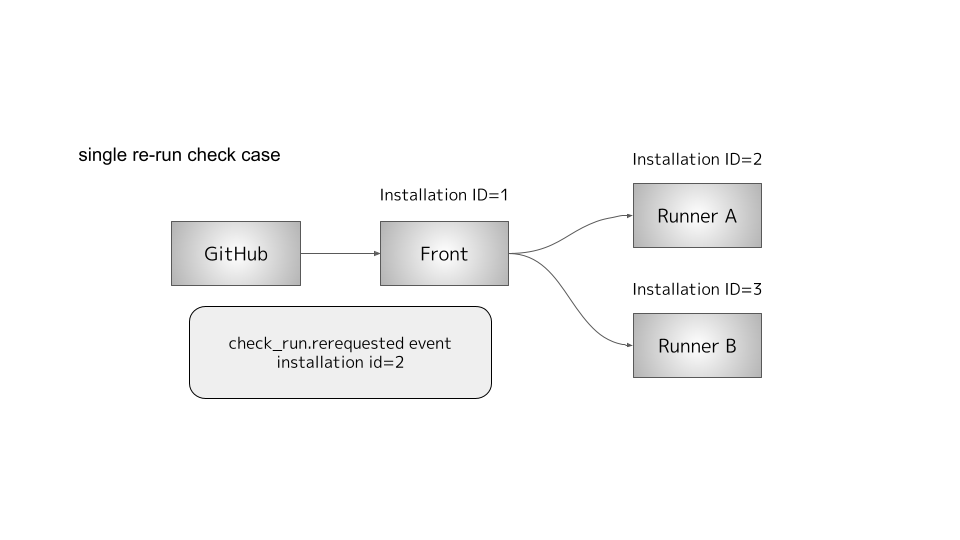 single re-run check case
Installation ID=2
Installation ID=1
Runner A
GitHub
Front
Installation ID=3
check_run.rerequested event
installation id=2
Runner B